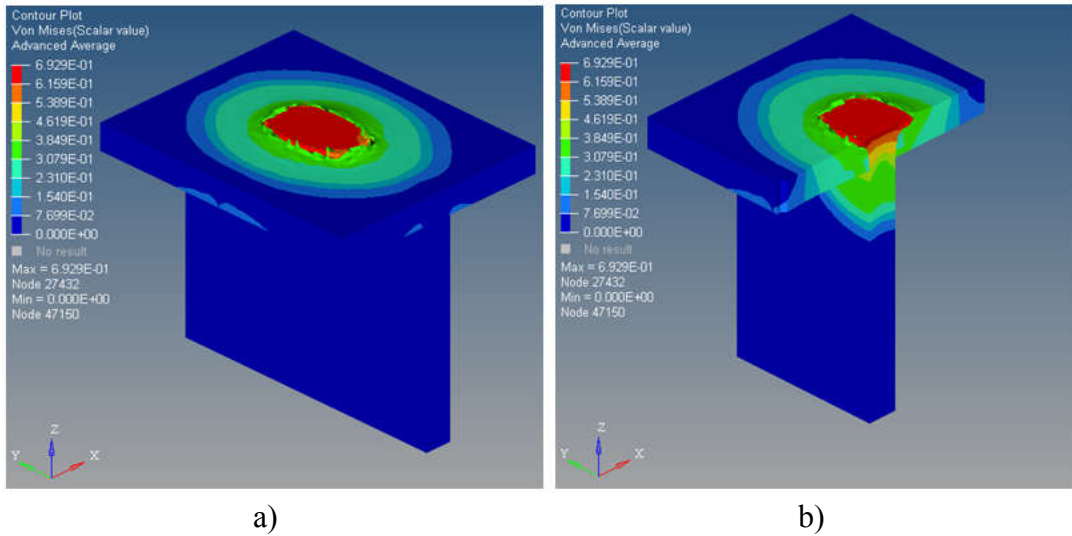 Contour Plot
Von Mises(Scalar value)
Advanced Average
6.929E-01
6.159E-01
5.389E-01
4.619E-01
3.849E-01
3.079E-01
2.310E-01
1.540E-01
7.699E-02
0.000E+00
No result
Max = 6.929E-01
Node 27432
Min = 0.000E+00
Node 47150
Z
Y
X
a)
Contour Plot
Von Mises(Scalar value)
Advanced Average
6.929E-01
6.159E-01
5.389E-01
4.619E-01
3.849E-01
3.079E-01
2.310E-01
1.540E-01
7.699E-02
0.000E+00
No result
Max = 6.929E-01
Node 27432
Min = 0.000E+00
Node 47150
Z
Y
X
b)